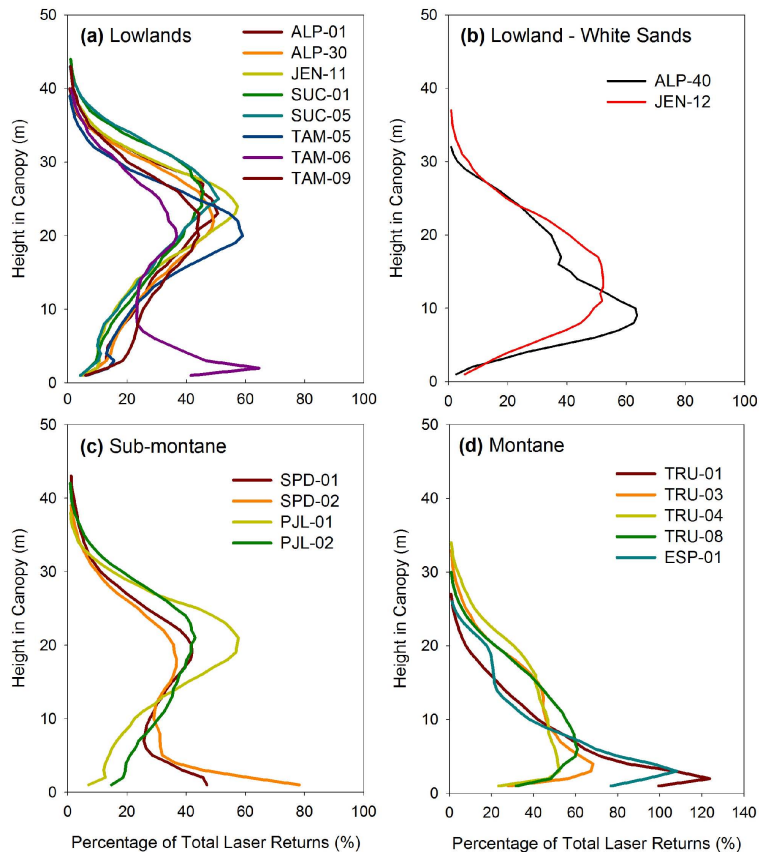 (a) Lowlands
ALP-01
ALP-30
JEN-11
SUC-01
SUC-05
TAM-05
TAM-06
TAM-09
Height in Canopy (m)
50
40
30
20
10
0
0 20 40 60 80 100
(b) Lowland - White Sands
ALP-40
JEN-12
Height in Canopy (m)
50
40
30
20
10
0
0 20 40 60 80 100
(c) Sub-montane
SPD-01
SPD-02
PJL-01
PJL-02
Height in Canopy (m)
50
40
30
20
10
0
0 20 40 60 80 100
Percentage of Total Laser Returns (%)
(d) Montane
TRU-01
TRU-03
TRU-04
TRU-08
ESP-01
Height in Canopy (m)
50
40
30
20
10
0
0 20 40 60 80 100 120 140
Percentage of Total Laser Returns (%)